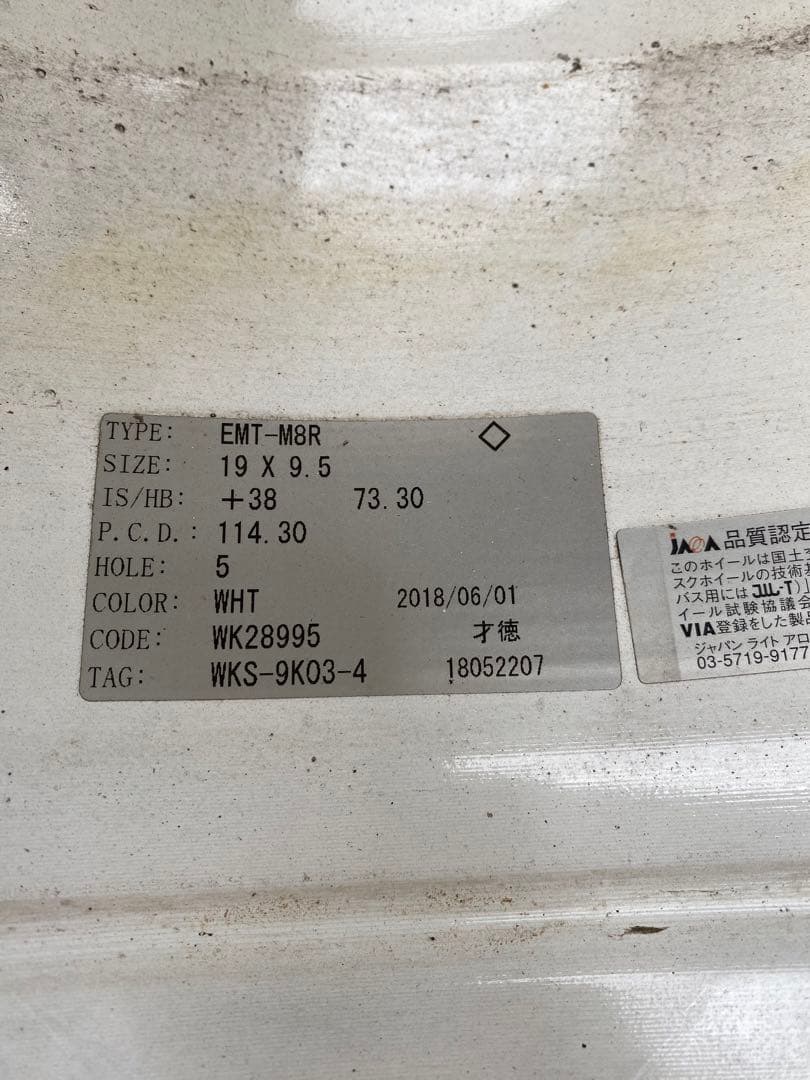 TYPE: EMT-M8R ◇
SIZE: 19 X 9.5
IS/HB: +38 73.30
P.C.D.: 114.30
HOLE: 5
COLOR: WHT 2018/06/01
CODE: WK28995 才徳
TAG: WKS-9K03-4 18052207
JAWA 品質認定
このホイールは国土
スクホイールの技術
バス用には JWL-T)
イール試験協議会
VIA登録をした製品
ジャパン ライト アロ
03-5719-9177